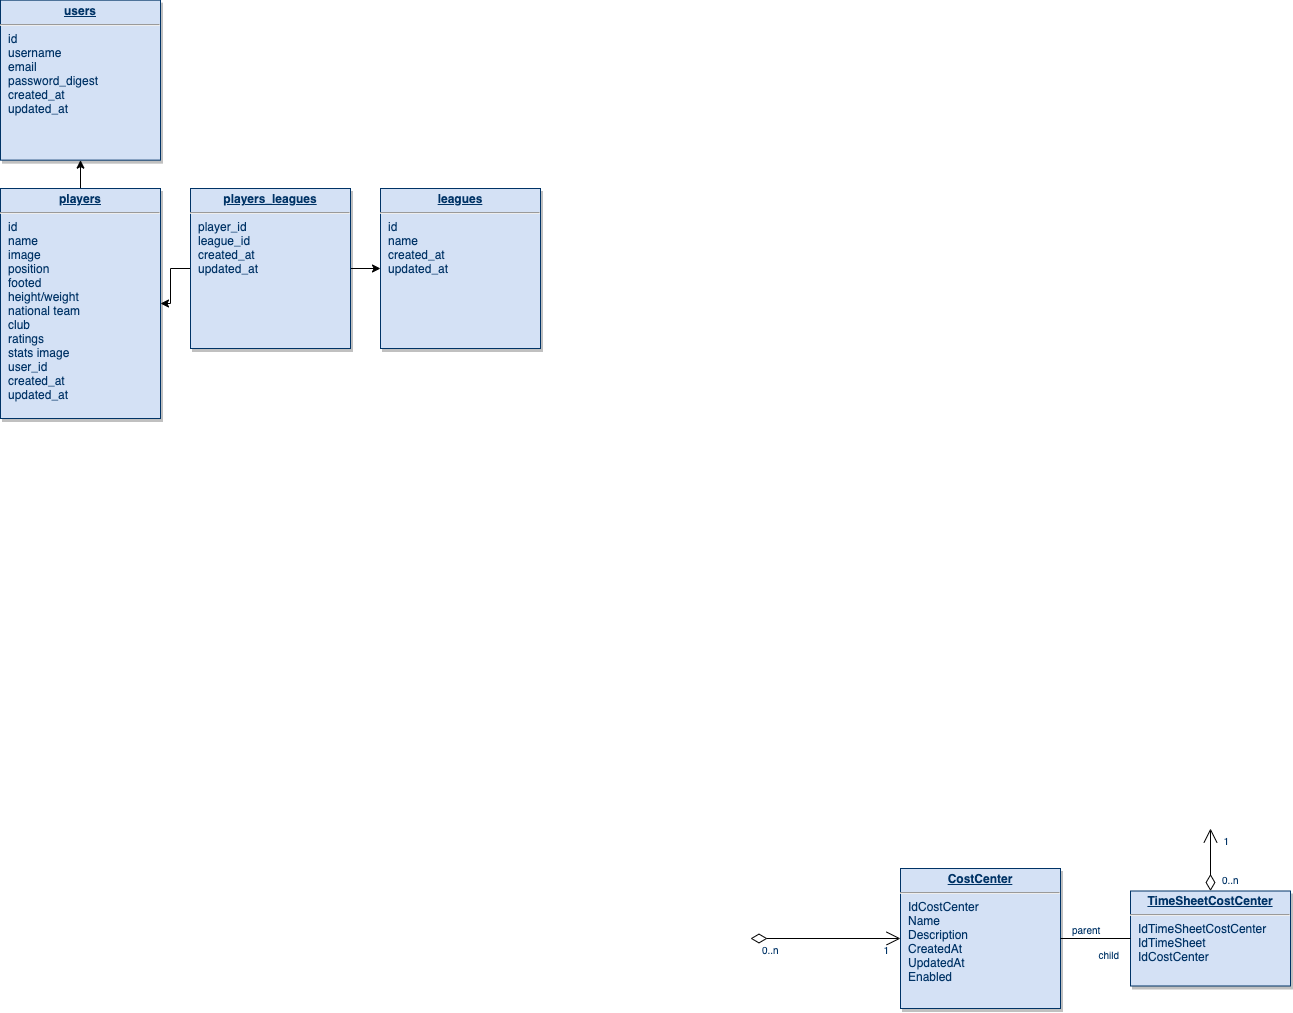 users
id
username
email
password_digest
created_at
updated_at
players
id
name
image
position
footed
height/weight
national team
club
ratings
stats image
user_id
created_at
updated_at
players_leagues
player_id
league_id
created_at
updated_at
leagues
id
name
created_at
updated_at
0..n
1
CostCenter
IdCostCenter
Name
Description
CreatedAt
UpdatedAt
Enabled
parent
child
1
0..n
TimeSheetCostCenter
IdTimeSheetCostCenter
IdTimeSheet
IdCostCenter